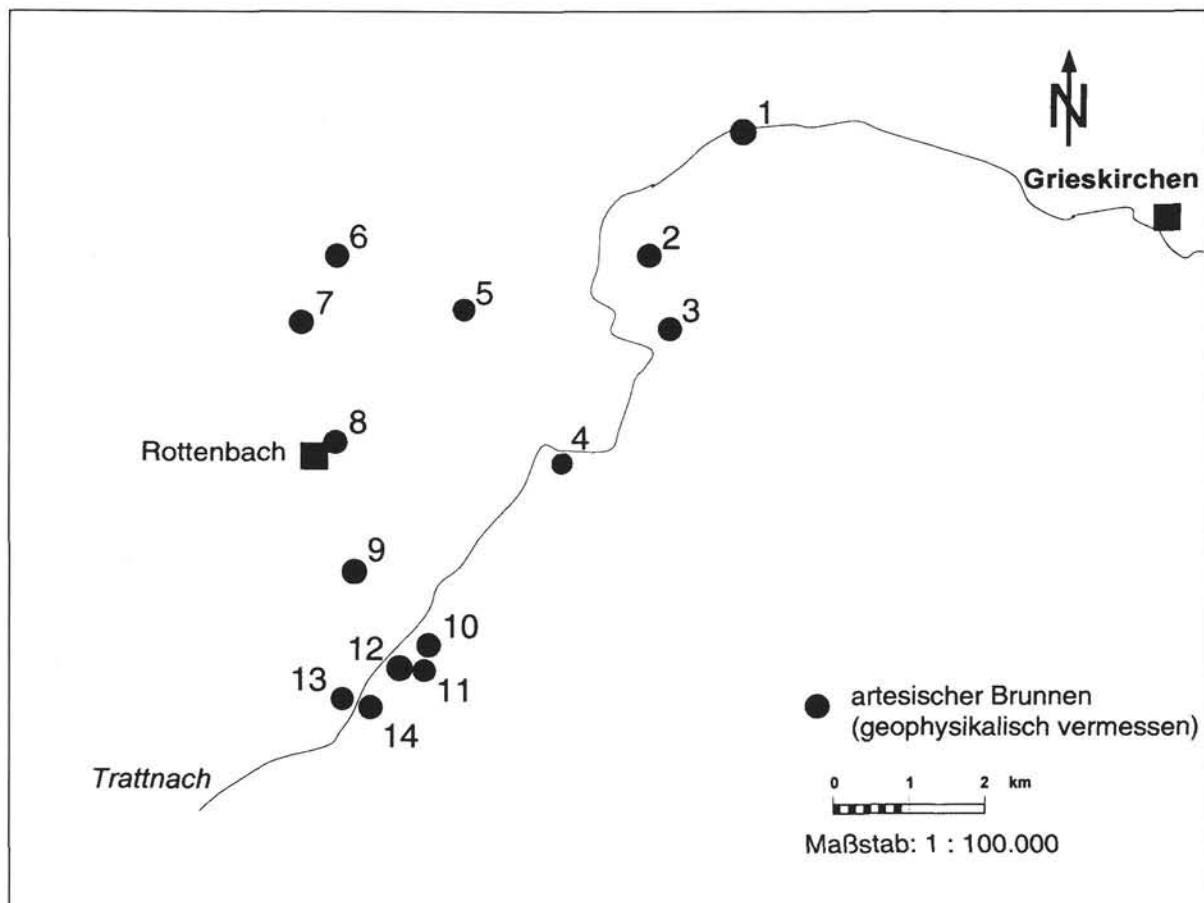 1
N
Grieskirchen
6
2
7
5
3
8
Rottenbach
4
9
10
12
13
11
14
artesischer Brunnen
(geophysikalisch vermessen)
Trattnach
0 1 2 km
Maßstab: 1 : 100.000